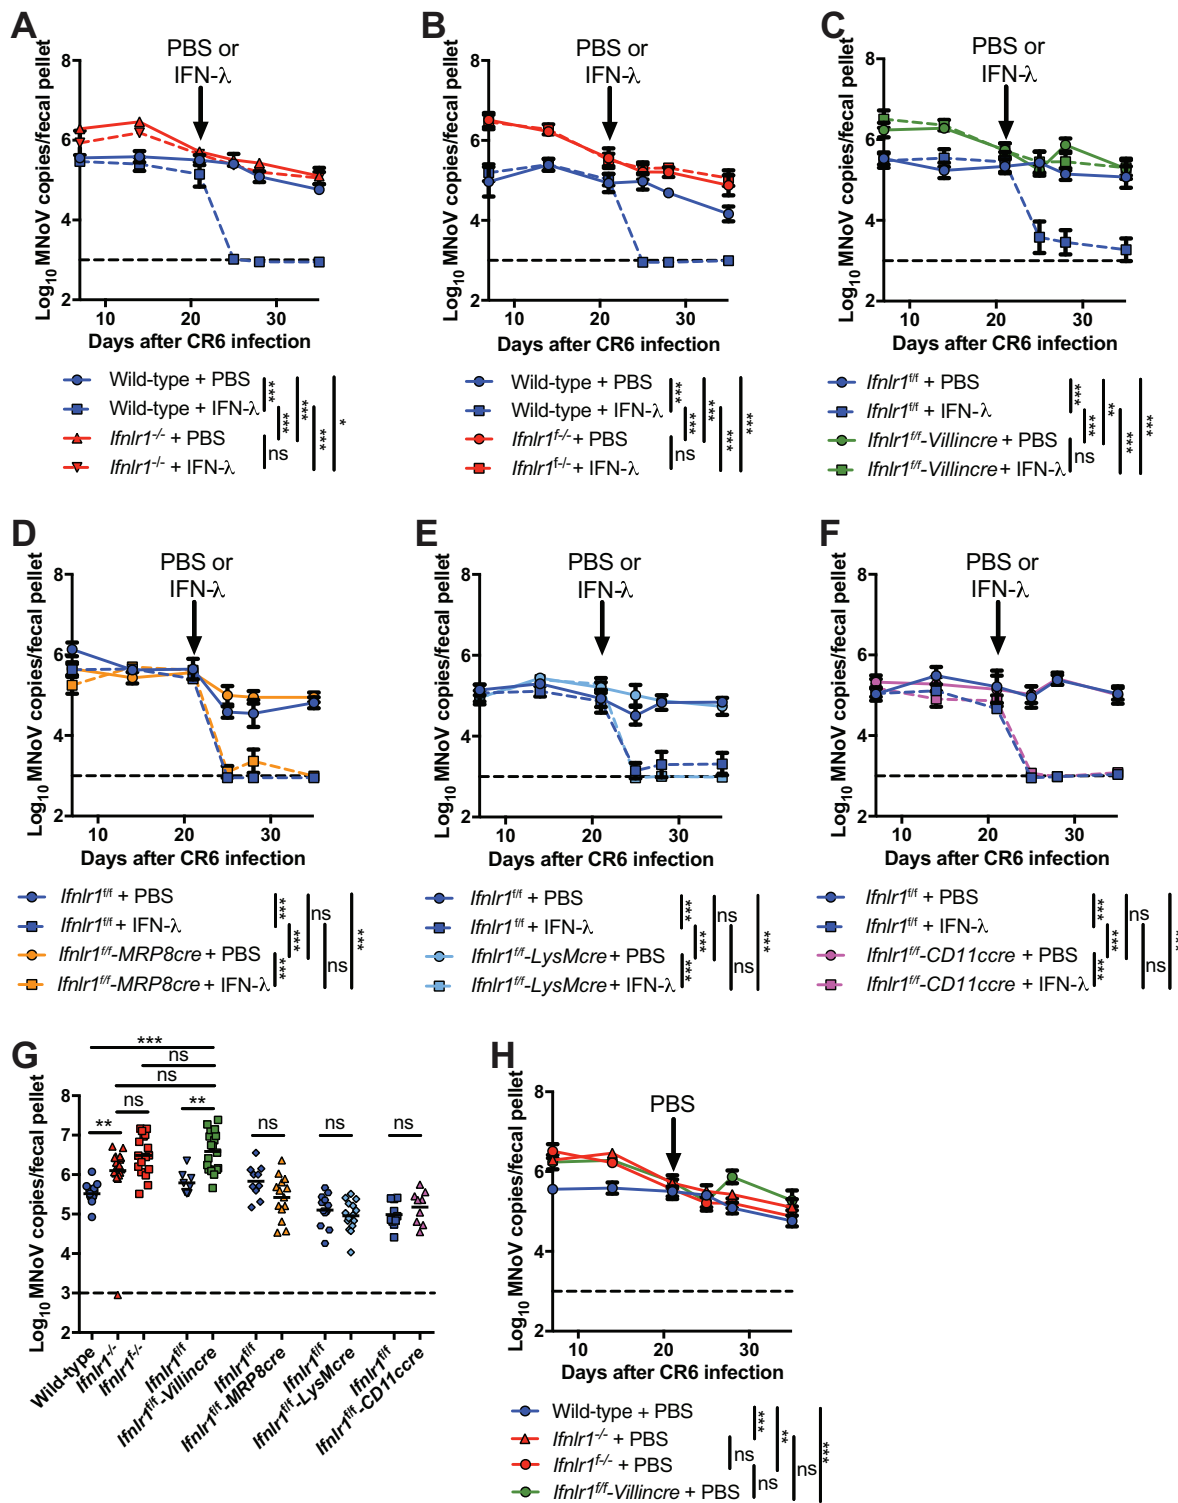 A
PBS or
IFN-λ
Log10 MNoV copies/fecal pellet
8
6
4
2
10
20
30
Days after CR6 infection
Wild-type + PBS
Wild-type + IFN-λ
Ifnlr1-/- + PBS
Ifnlr1-/- + IFN-λ
***
***
***
***
*
ns
B
PBS or
IFN-λ
Log10 MNoV copies/fecal pellet
8
6
4
2
10
20
30
Days after CR6 infection
Wild-type + PBS
Wild-type + IFN-λ
Ifnlr1f-/- + PBS
Ifnlr1f-/- + IFN-λ
***
***
***
***
***
ns
C
PBS or
IFN-λ
Log10 MNoV copies/fecal pellet
8
6
4
2
10
20
30
Days after CR6 infection
Ifnlr1f/f + PBS
Ifnlr1f/f + IFN-λ
Ifnlr1f/f-Villincre + PBS
Ifnlr1f/f-Villincre + IFN-λ
***
***
**
***
***
ns
D
PBS or
IFN-λ
Log10 MNoV copies/fecal pellet
8
6
4
2
10
20
30
Days after CR6 infection
Ifnlr1f/f + PBS
Ifnlr1f/f + IFN-λ
Ifnlr1f/f-MRP8cre + PBS
Ifnlr1f/f-MRP8cre + IFN-λ
***
***
***
ns
ns
***
E
PBS or
IFN-λ
Log10 MNoV copies/fecal pellet
8
6
4
2
10
20
30
Days after CR6 infection
Ifnlr1f/f + PBS
Ifnlr1f/f + IFN-λ
Ifnlr1f/f-LysMcre + PBS
Ifnlr1f/f-LysMcre + IFN-λ
***
***
***
ns
ns
***
F
PBS or
IFN-λ
Log10 MNoV copies/fecal pellet
8
6
4
2
10
20
30
Days after CR6 infection
Ifnlr1f/f + PBS
Ifnlr1f/f + IFN-λ
Ifnlr1f/f-CD11ccre + PBS
Ifnlr1f/f-CD11ccre + IFN-λ
***
***
***
ns
ns
***
G
***
ns
ns
ns
**
**
ns
ns
ns
Log10 MNoV copies/fecal pellet
8
7
6
5
4
3
2
Wild-type
Ifnlr1-/-
Ifnlr1f-/-
Ifnlr1f/f
Ifnlr1f/f-Villincre
Ifnlr1f/f
Ifnlr1f/f-MRP8cre
Ifnlr1f/f
Ifnlr1f/f-LysMcre
Ifnlr1f/f
Ifnlr1f/f-CD11ccre
H
PBS
Log10 MNoV copies/fecal pellet
8
6
4
2
10
20
30
Days after CR6 infection
Wild-type + PBS
Ifnlr1-/- + PBS
Ifnlr1f-/- + PBS
Ifnlr1f/f-Villincre + PBS
***
**
***
ns
ns
ns